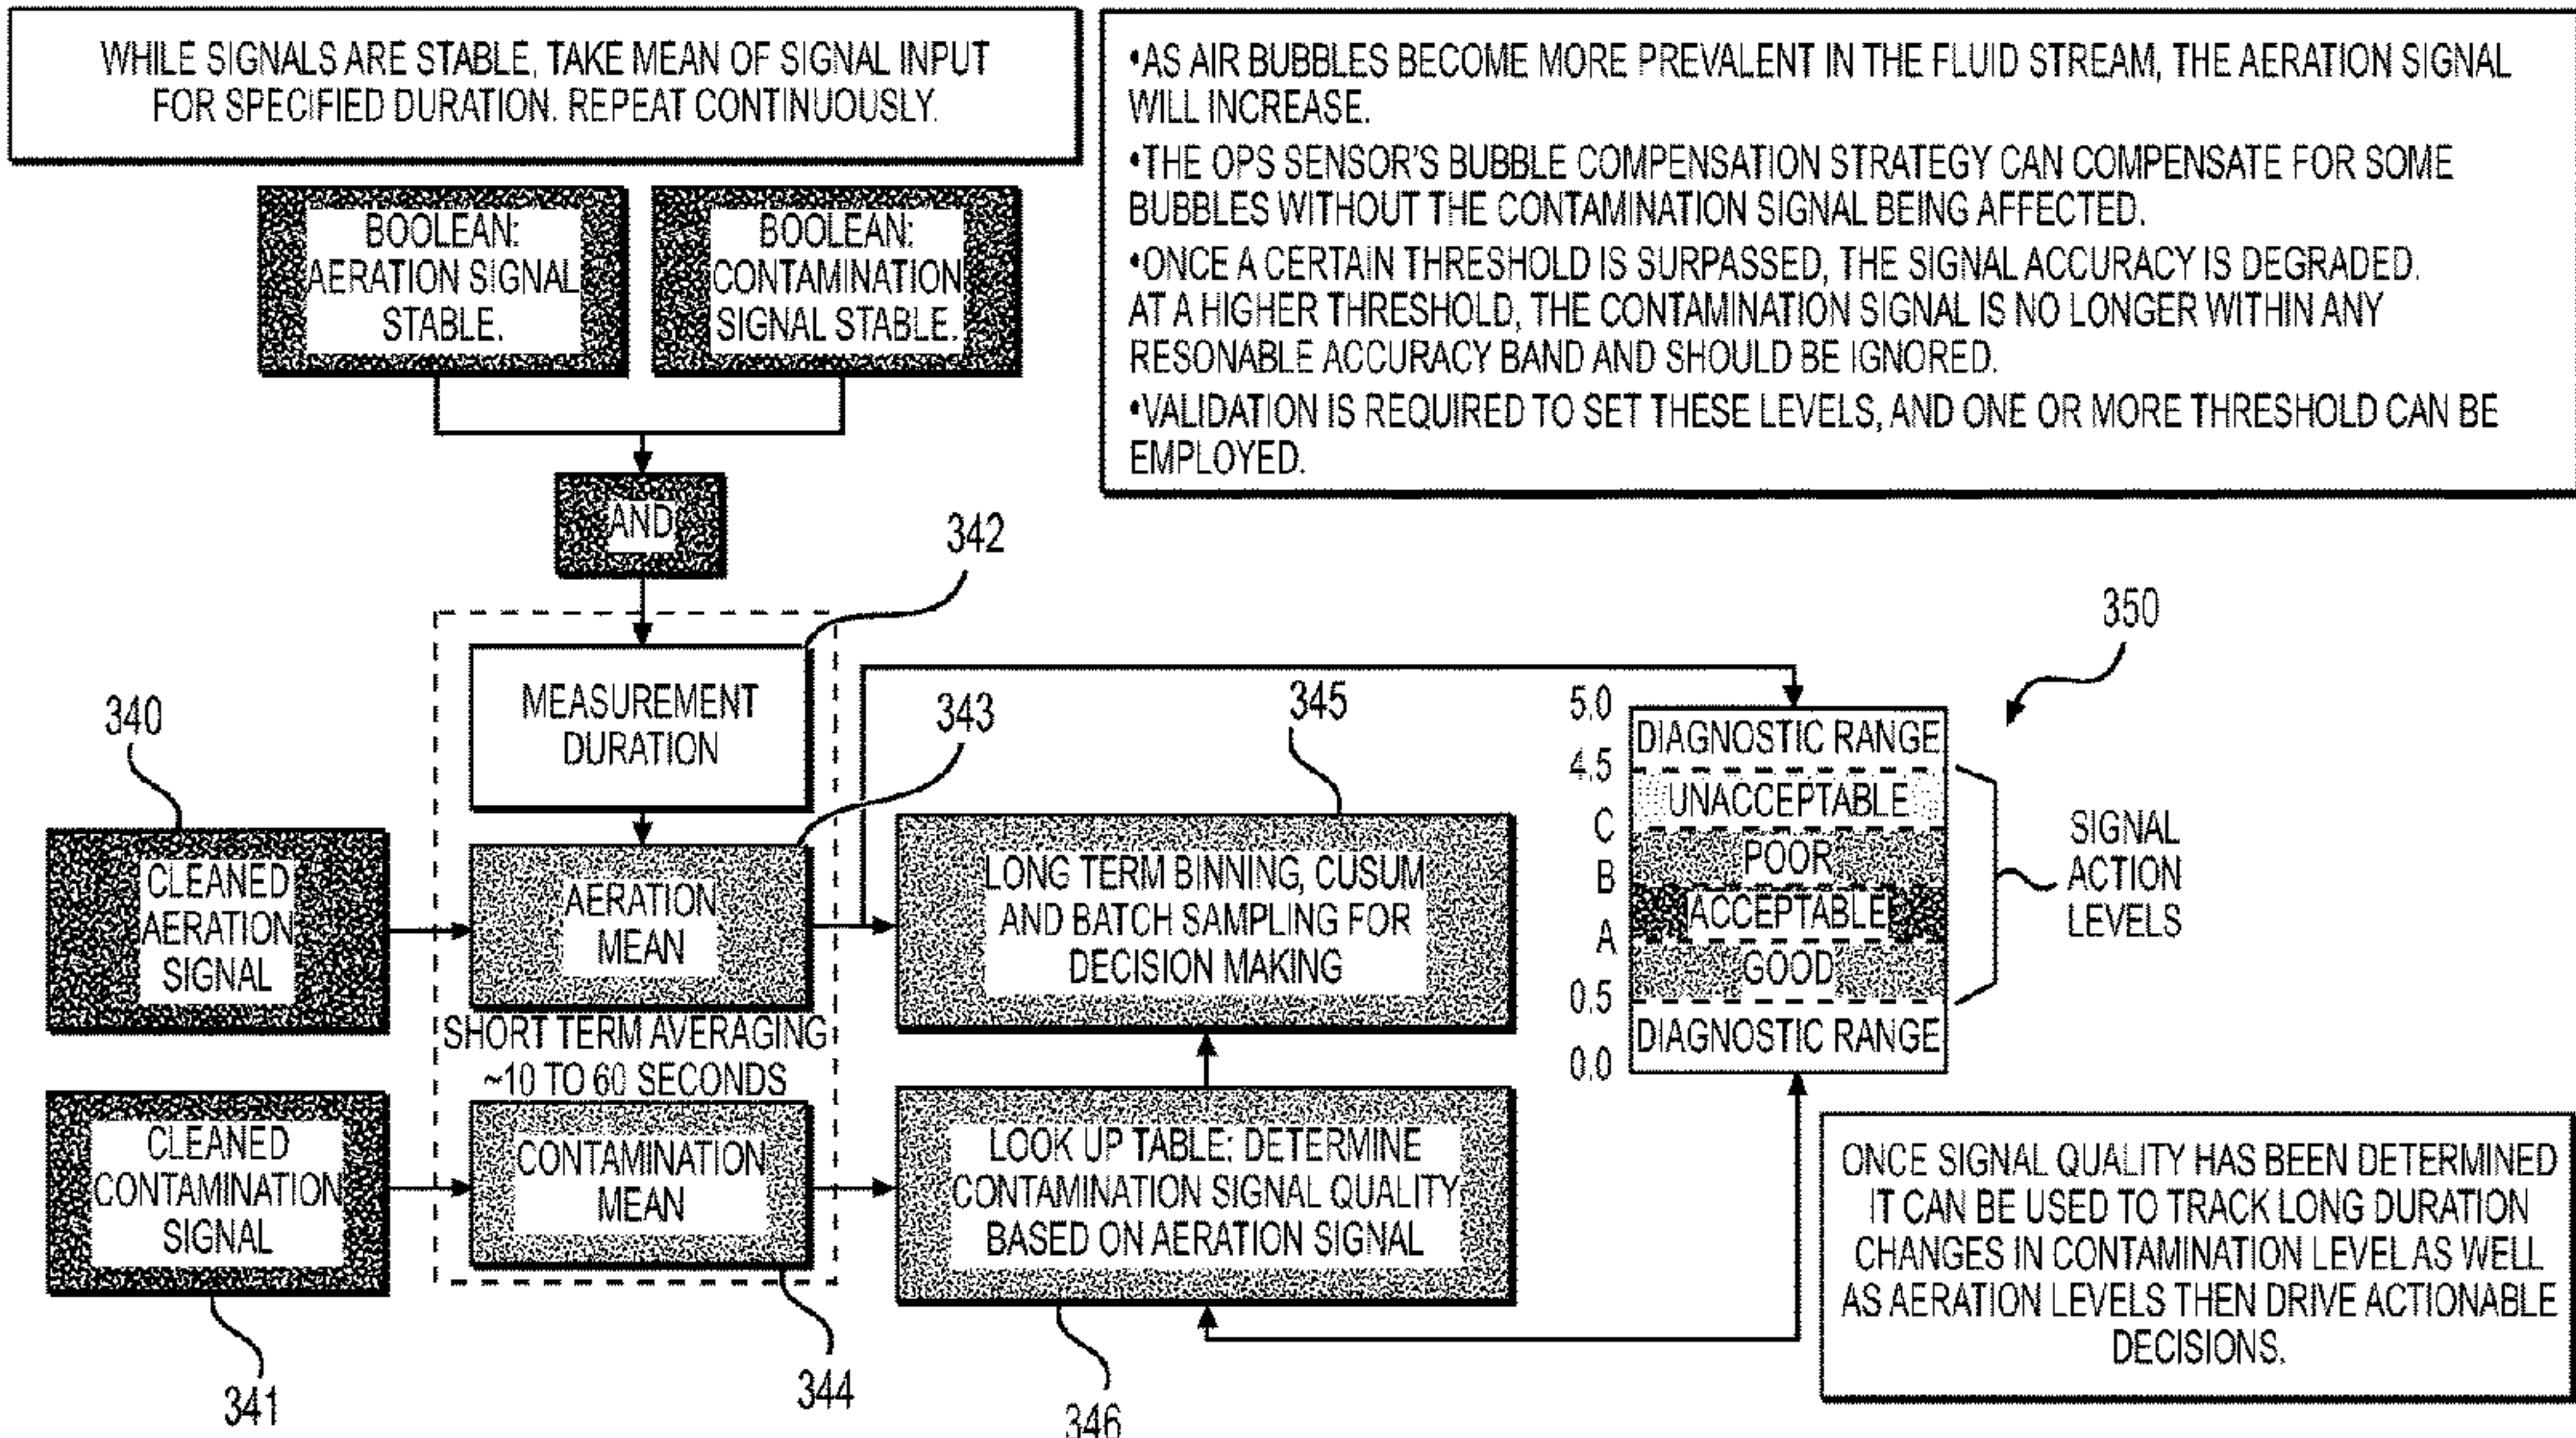 WHILE SIGNALS ARE STABLE, TAKE MEAN OF SIGNAL INPUT
FOR SPECIFIED DURATION. REPEAT CONTINUOUSLY.
•AS AIR BUBBLES BECOME MORE PREVALENT IN THE FLUID STREAM, THE AERATION SIGNAL
WILL INCREASE.
•THE OPS SENSOR'S BUBBLE COMPENSATION STRATEGY CAN COMPENSATE FOR SOME
BUBBLES WITHOUT THE CONTAMINATION SIGNAL BEING AFFECTED.
•ONCE A CERTAIN THRESHOLD IS SURPASSED, THE SIGNAL ACCURACY IS DEGRADED.
AT A HIGHER THRESHOLD, THE CONTAMINATION SIGNAL IS NO LONGER WITHIN ANY
RESONABLE ACCURACY BAND AND SHOULD BE IGNORED.
•VALIDATION IS REQUIRED TO SET THESE LEVELS, AND ONE OR MORE THRESHOLD CAN BE
EMPLOYED.
BOOLEAN:
AERATION SIGNAL
STABLE.
BOOLEAN:
CONTAMINATION
SIGNAL STABLE.
AND
342
MEASUREMENT
DURATION
343
340
CLEANED
AERATION
SIGNAL
AERATION
MEAN
SHORT TERM AVERAGING
~10 TO 60 SECONDS
345
LONG TERM BINNING, CUSUM
AND BATCH SAMPLING FOR
DECISION MAKING
350
5.0
DIAGNOSTIC RANGE
4.5
UNACCEPTABLE
C
POOR
B
ACCEPTABLE
A
GOOD
0.5
DIAGNOSTIC RANGE
0.0
SIGNAL
ACTION
LEVELS
CLEANED
CONTAMINATION
SIGNAL
341
CONTAMINATION
MEAN
344
LOOK UP TABLE: DETERMINE
CONTAMINATION SIGNAL QUALITY
BASED ON AERATION SIGNAL
346
ONCE SIGNAL QUALITY HAS BEEN DETERMINED
IT CAN BE USED TO TRACK LONG DURATION
CHANGES IN CONTAMINATION LEVEL AS WELL
AS AERATION LEVELS THEN DRIVE ACTIONABLE
DECISIONS.